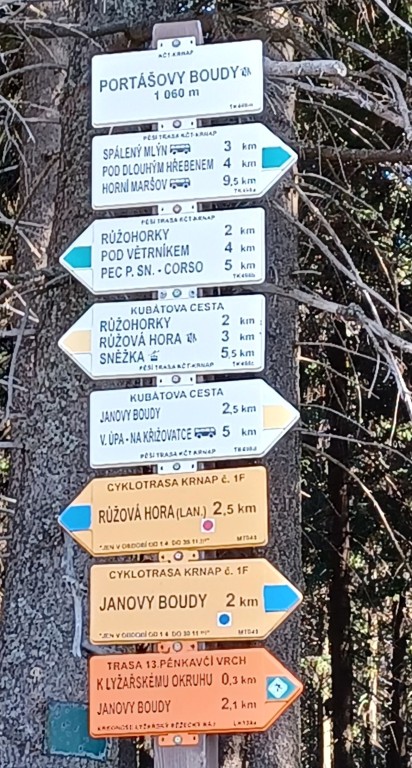 KČT-KRNAP
PORTÁŠOVY BOUDY
1 060 m
PĚŠÍ TRASA KČT-KRNAP
SPÁLENÝ MLÝN 3 km
POD DLOUHÝM HŘEBENEM 4 km
HORNÍ MARŠOV 9,5 km
PĚŠÍ TRASA KČT-KRNAP
RŮŽOHORKY 2 km
POD VĚTRNÍKEM 4 km
PEC P. SN. - CORSO 5 km
KUBÁTOVA CESTA
RŮŽOHORKY 2 km
RŮŽOVÁ HORA 3 km
SNĚŽKA 5,5 km
PĚŠÍ TRASA KČT-KRNAP
KUBÁTOVA CESTA
JANOVY BOUDY 2,5 km
V. ÚPA - NA KŘIŽOVATCE 5 km
PĚŠÍ TRASA KČT-KRNAP
CYKLOTRASA KRNAP č. 1F
RŮŽOVÁ HORA (LAN.) 2,5 km
CYKLOTRASA KRNAP č. 1F
JANOVY BOUDY 2 km
TRASA 13.PĚNKAVČÍ VRCH
K LYŽAŘSKÉMU OKRUHU 0,3 km
JANOVY BOUDY 2,1 km